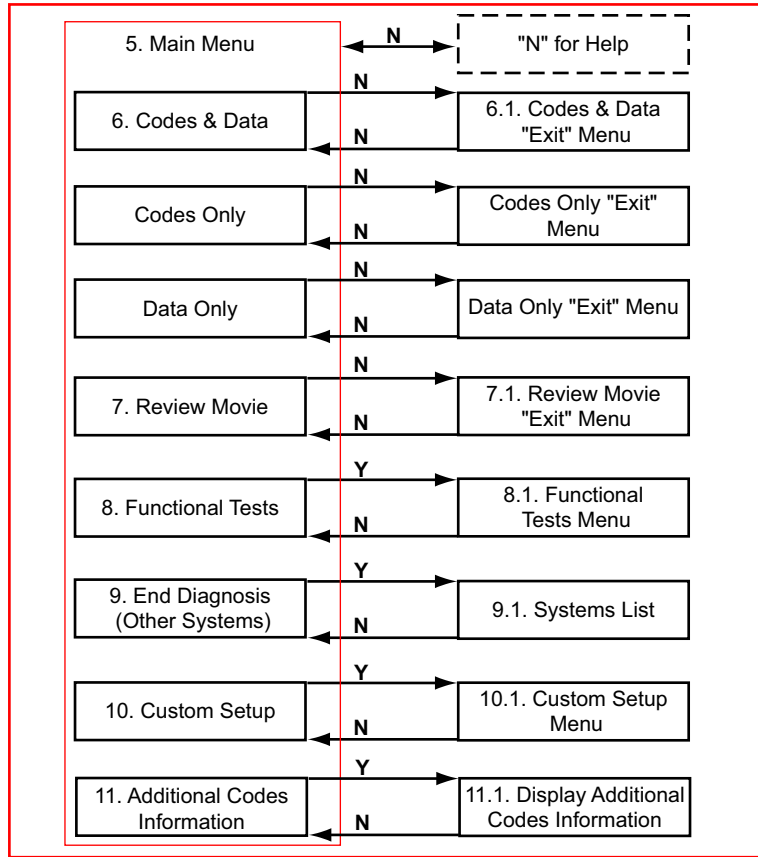 5. Main Menu
N
"N" for Help
N
6. Codes & Data
6.1. Codes & Data
"Exit" Menu
N
N
Codes Only
Codes Only "Exit"
Menu
N
N
Data Only
Data Only "Exit" Menu
N
N
7. Review Movie
7.1. Review Movie
"Exit" Menu
N
Y
8. Functional Tests
8.1. Functional
Tests Menu
N
Y
9. End Diagnosis
(Other Systems)
9.1. Systems List
N
Y
10. Custom Setup
10.1. Custom Setup
Menu
N
Y
11. Additional Codes
Information
11.1. Display Additional
Codes Information
N